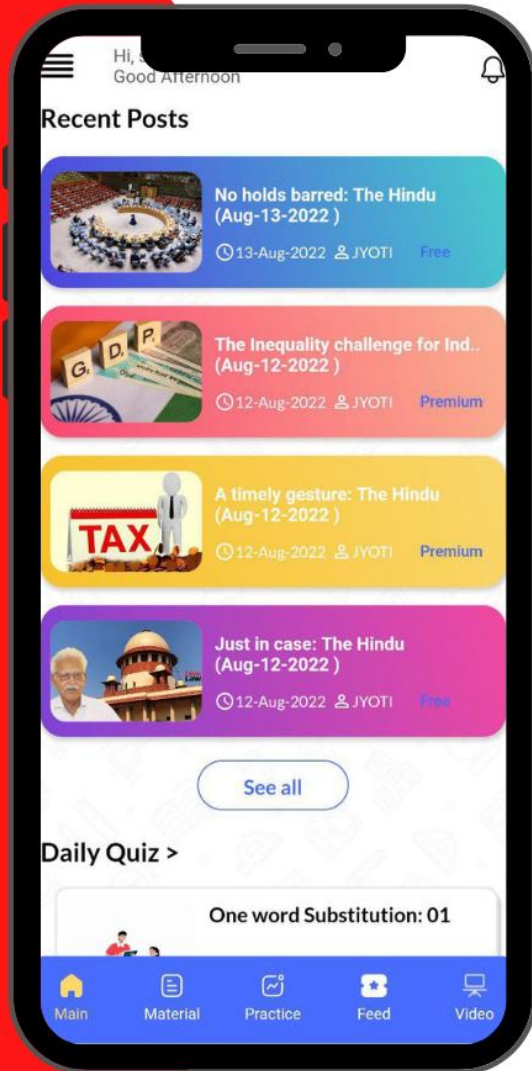 Hi,
Good Afternoon
Recent Posts
No holds barred: The Hindu
(Aug-13-2022 )
13-Aug-2022 JYOTI Free
G D P
The Inequality challenge for Ind..
(Aug-12-2022 )
12-Aug-2022 JYOTI Premium
TAX
A timely gesture: The Hindu
(Aug-12-2022 )
12-Aug-2022 JYOTI Premium
Just in case: The Hindu
(Aug-12-2022 )
12-Aug-2022 JYOTI Free
See all
Daily Quiz >
One word Substitution: 01
Main Material Practice Feed Video